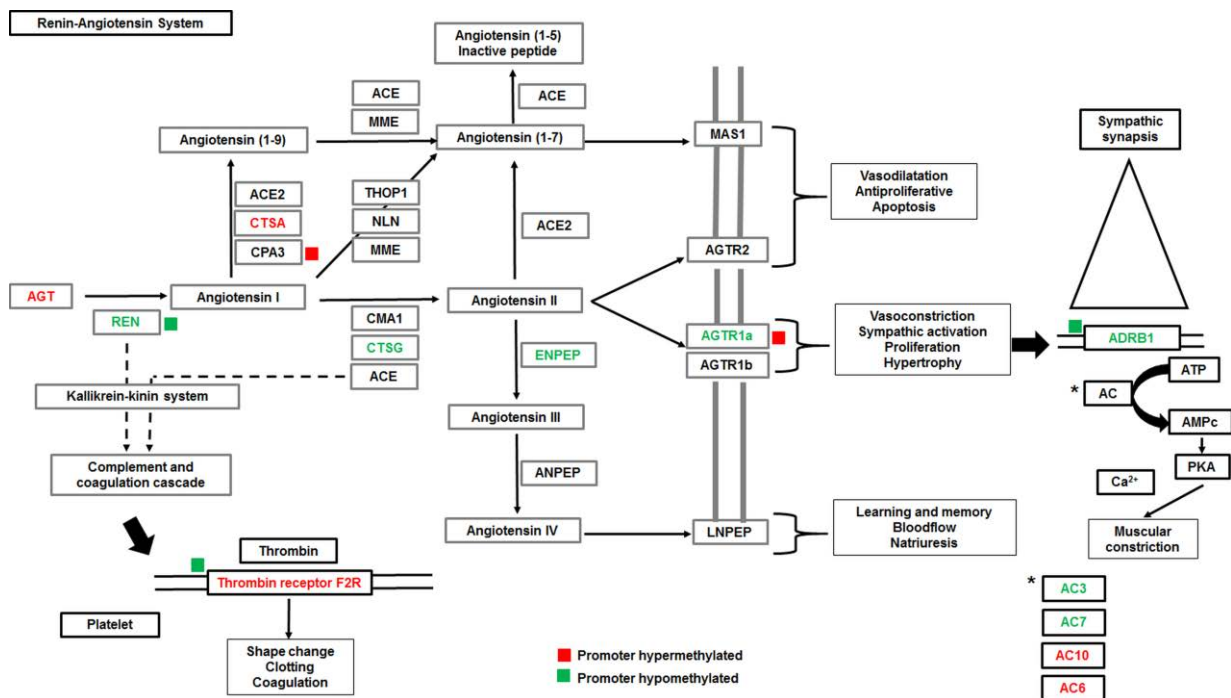 Renin-Angiotensin System
Angiotensin (1-5)
Inactive peptide
ACE
MME
ACE
Angiotensin (1-9)
Angiotensin (1-7)
MAS1
Sympathic
synapsis
ACE2
CTSA
CPA3
THOP1
NLN
MME
ACE2
Vasodilatation
Antiproliferative
Apoptosis
AGTR2
AGT
Angiotensin I
Angiotensin II
REN
CMA1
CTSG
ACE
ENPEP
AGTR1a
AGTR1b
Vasoconstriction
Sympathic activation
Proliferation
Hypertrophy
ADRB1
ATP
* AC
AMPc
PKA
Ca²⁺
Muscular
constriction
Kallikrein-kinin system
Angiotensin III
Complement and
coagulation cascade
ANPEP
Angiotensin IV
LNPEP
Learning and memory
Bloodflow
Natriuresis
Thrombin
Thrombin receptor F2R
Platelet
Shape change
Clotting
Coagulation
Promoter hypermethylated
Promoter hypomethylated
* AC3
AC7
AC10
AC6